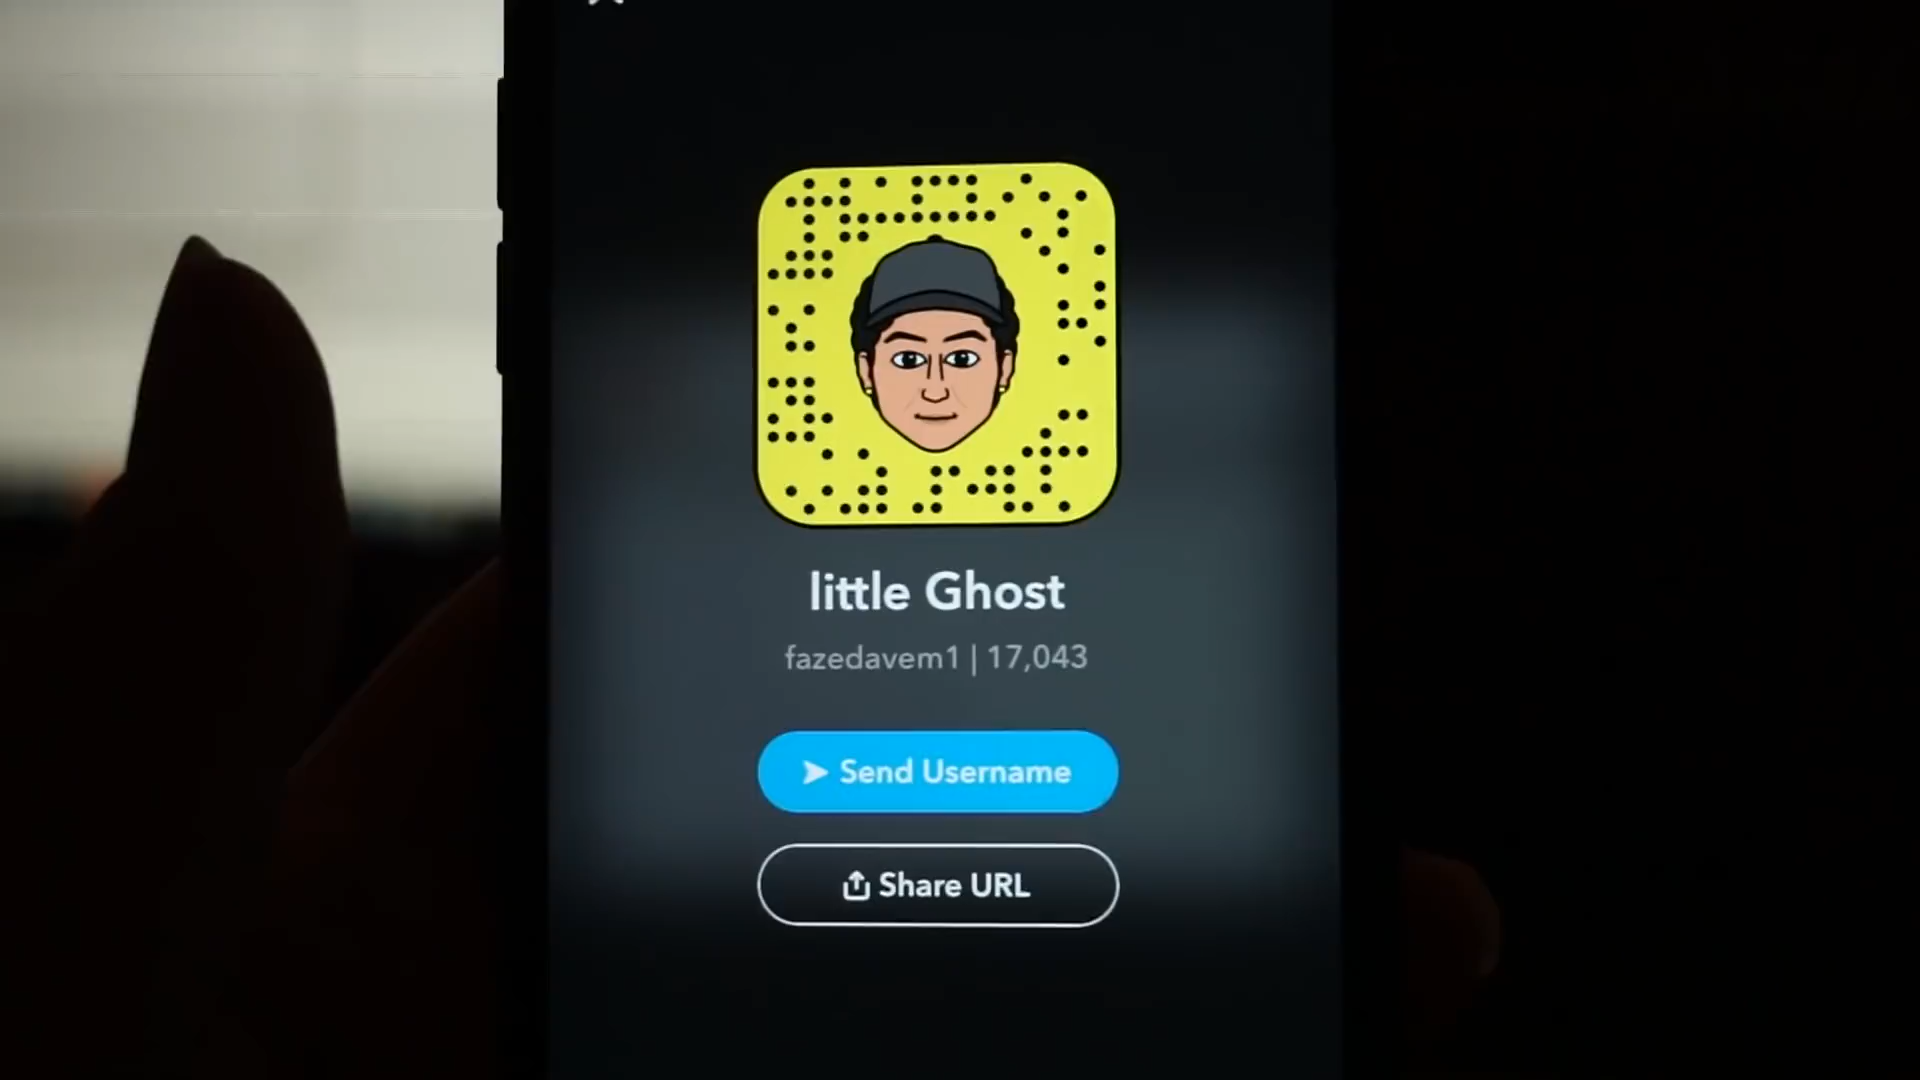 little Ghost
fazedavem1 | 17,043
Send Username
Share URL